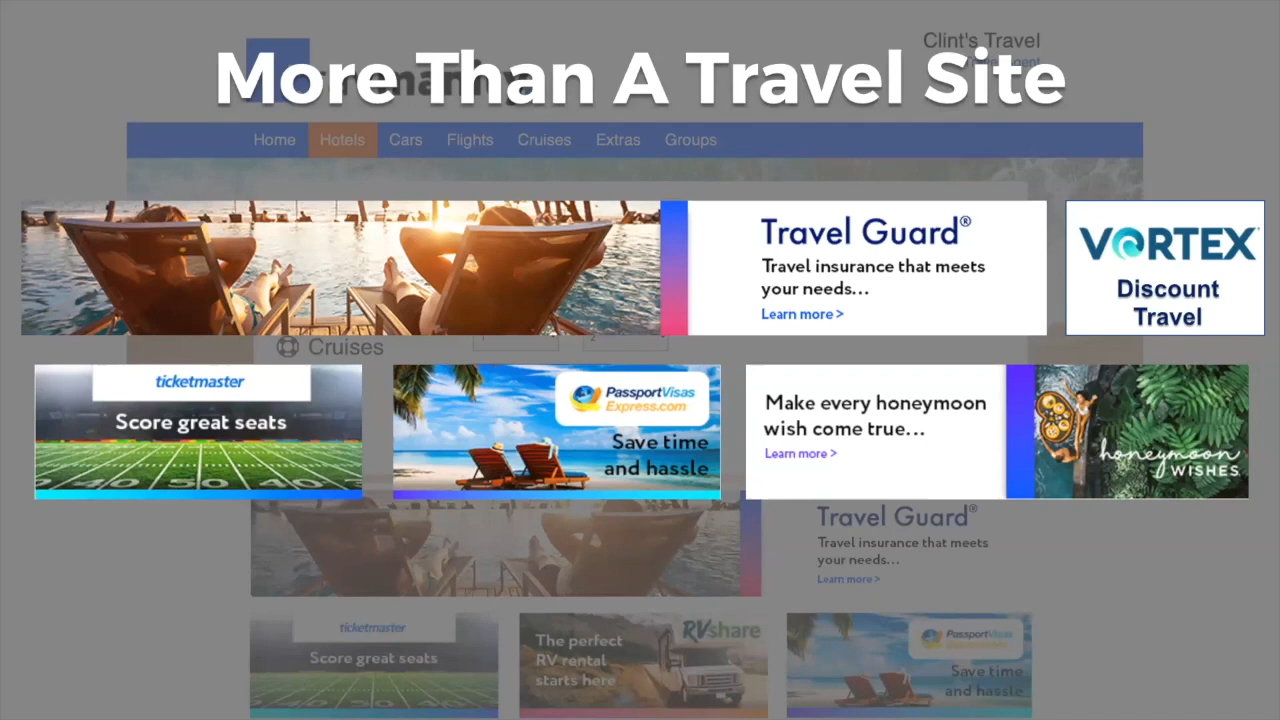 Clint's Travel
More Than A Travel Site
Home Hotels Cars Flights Cruises Extras Groups
Travel Guard®
Travel insurance that meets
your needs...
Learn more >
VORTEX
Discount
Travel
Cruises
ticketmaster
Score great seats
PassportVisas
Express.com
Save time
and hassle
Make every honeymoon
wish come true...
Learn more >
honeymoon
WISHES
Travel Guard®
Travel insurance that meets
your needs...
Learn more >
ticketmaster
Score great seats
The perfect
RV rental
starts here
RVshare
PassportVisas
Express.com
Save time
and hassle